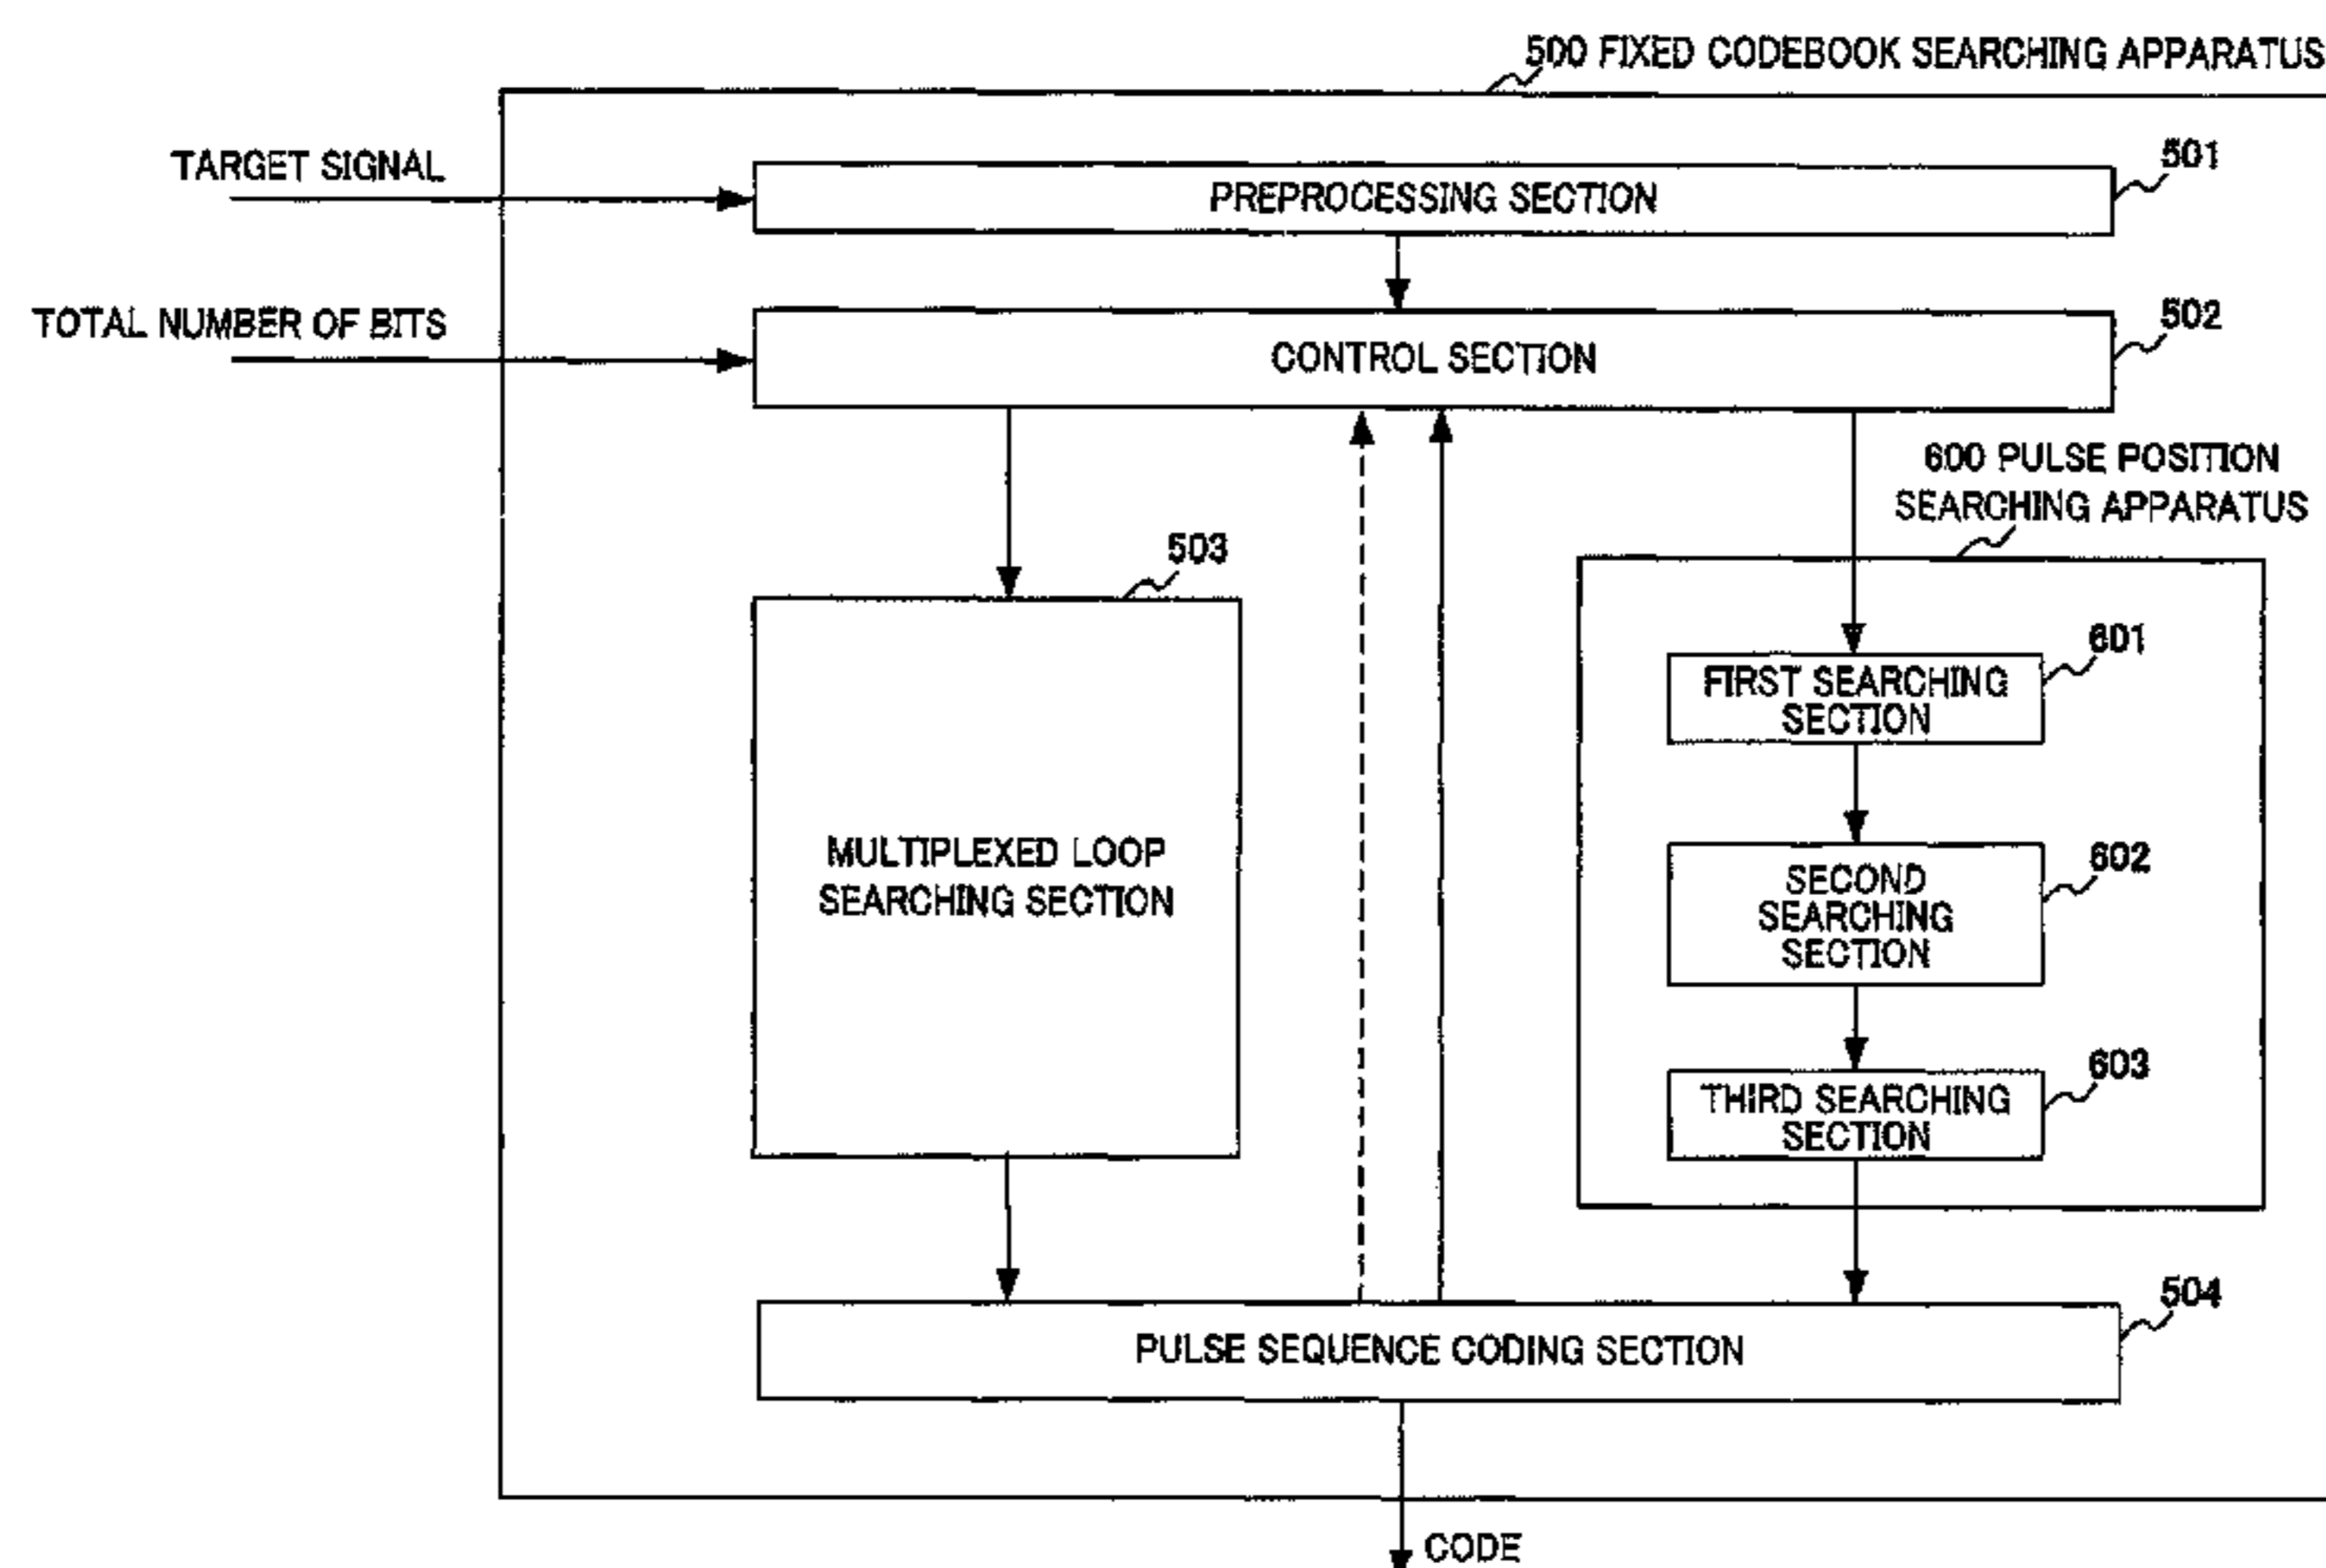 500 FIXED CODEBOOK SEARCHING APPARATUS
TARGET SIGNAL
501
PREPROCESSING SECTION
TOTAL NUMBER OF BITS
502
CONTROL SECTION
600 PULSE POSITION
SEARCHING APPARATUS
503
601
FIRST SEARCHING
SECTION
MULTIPLEXED LOOP
SEARCHING SECTION
602
SECOND
SEARCHING
SECTION
603
THIRD SEARCHING
SECTION
504
PULSE SEQUENCE CODING SECTION
CODE